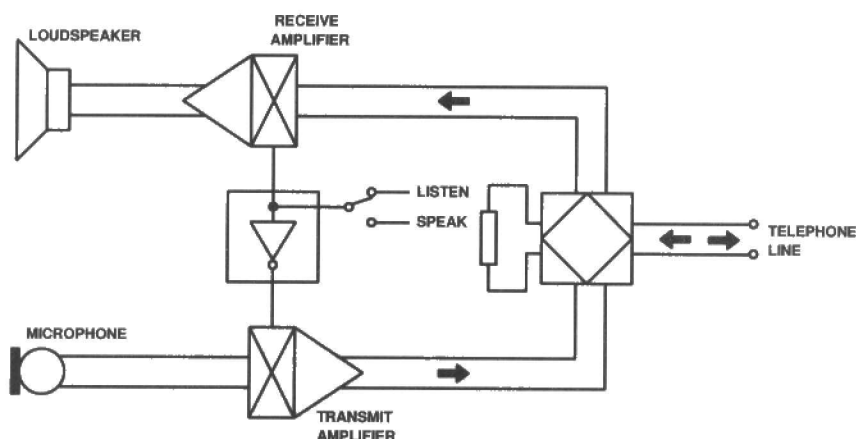 RECEIVE
AMPLIFIER
LOUDSPEAKER
LISTEN
SPEAK
TELEPHONE
LINE
MICROPHONE
TRANSMIT
AMPLIFIER